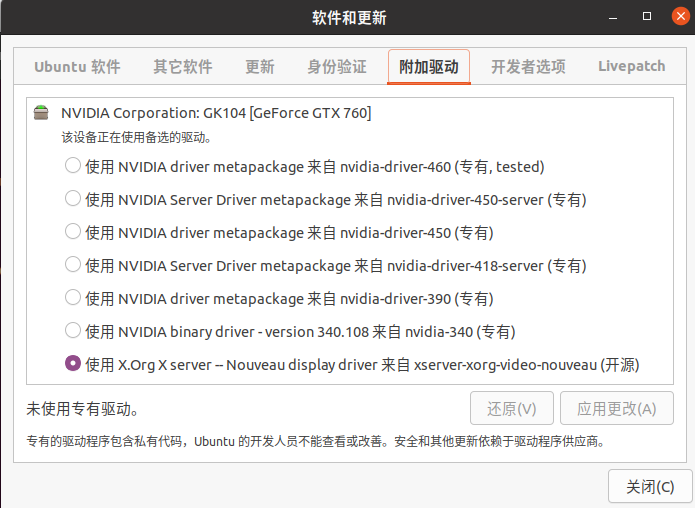 软件和更新
Ubuntu 软件 其它软件 更新 身份验证 附加驱动 开发者选项 Livepatch
NVIDIA Corporation: GK104 [GeForce GTX 760]
该设备正在使用备选的驱动。
使用 NVIDIA driver metapackage 来自 nvidia-driver-460 (专有, tested)
使用 NVIDIA Server Driver metapackage 来自 nvidia-driver-450-server (专有)
使用 NVIDIA driver metapackage 来自 nvidia-driver-450 (专有)
使用 NVIDIA Server Driver metapackage 来自 nvidia-driver-418-server (专有)
使用 NVIDIA driver metapackage 来自 nvidia-driver-390 (专有)
使用 NVIDIA binary driver - version 340.108 来自 nvidia-340 (专有)
使用 X.Org X server -- Nouveau display driver 来自 xserver-xorg-video-nouveau (开源)
未使用专有驱动。 还原(V) 应用更改(A)
专有的驱动程序包含私有代码，Ubuntu 的开发人员不能查看或改善。安全和其他更新依赖于驱动程序供应商。
关闭(C)